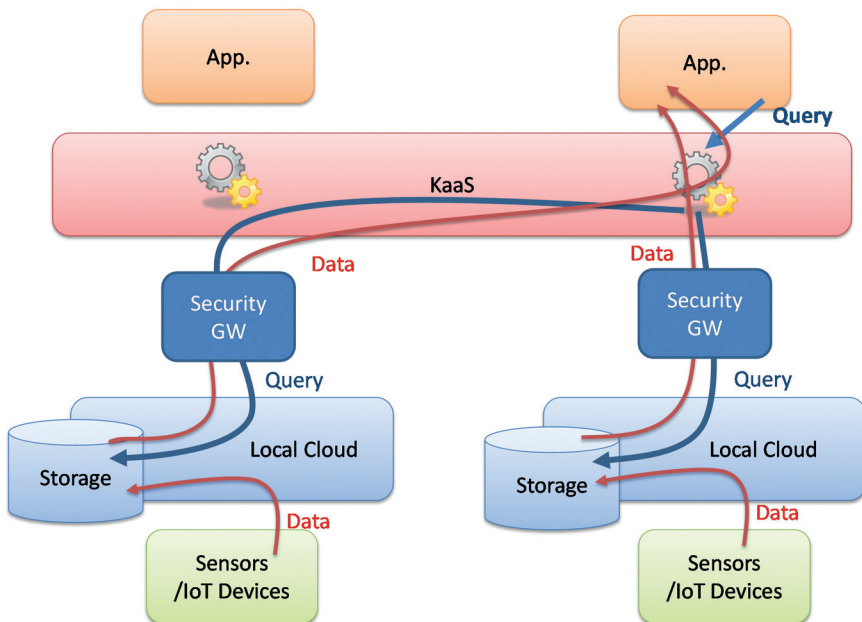 App.
App.
Query
KaaS
Data
Data
Security
GW
Security
GW
Query
Query
Local Cloud
Local Cloud
Storage
Storage
Data
Data
Sensors
/IoT Devices
Sensors
/IoT Devices